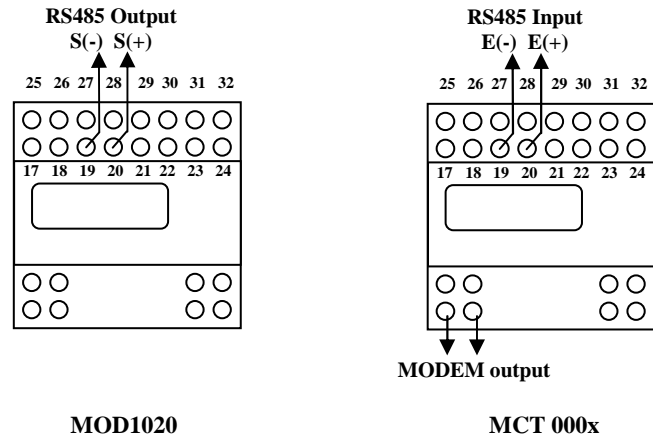 RS485 Output
S(-) S(+)
25 26 27 28 29 30 31 32
17 18 19 20 21 22 23 24
MOD1020
RS485 Input
E(-) E(+)
25 26 27 28 29 30 31 32
17 18 19 20 21 22 23 24
MODEM output
MCT 000x